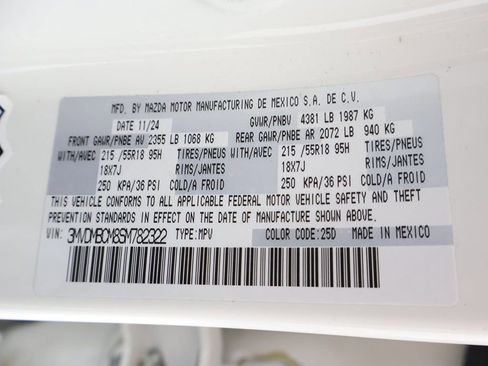 MFD. BY MAZDA MOTOR MANUFACTURING DE MEXICO S.A. DE C.V.
DATE 11/24 GVWR/PNBV 4381 LB 1987 KG
FRONT GAWR/PNBE AV 2355 LB 1068 KG REAR GAWR/PNBE AR 2072 LB 940 KG
WITH/AVEC 215 /55R18 95H TIRES/PNEUS WITH/AVEC 215 /55R18 95H TIRES/PNEUS
18X7J RIMS/JANTES 18X7J RIMS/JANTES
250 KPA/36 PSI COLD/A FROID 250 KPA/36 PSI COLD/A FROID
THIS VEHICLE CONFORMS TO ALL APPLICABLE FEDERAL MOTOR VEHICLE SAFETY AND THEFT
PREVENTION STANDARDS IN EFFECT ON DATE OF MANUFACTURE SHOWN ABOVE.
VIN: 3MVDMBCM8SM782322 TYPE:MPV COLOR CODE:25D MADE IN MEXICO